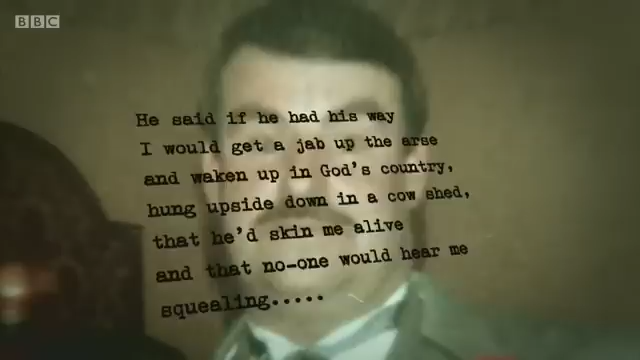 BBC
He said if he had his way
I would get a jab up the arse
and waken up in God's country,
hung upside down in a cow shed,
that he'd skin me alive
and that no-one would hear me
squealing.....